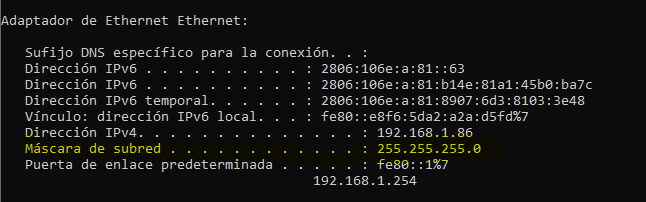 Adaptador de Ethernet Ethernet:
Sufijo DNS específico para la conexión. . :
Dirección IPv6 . . . . . . . . . . : 2806:106e:a:81::63
Dirección IPv6 . . . . . . . . . . : 2806:106e:a:81:b14e:81a1:45b0:ba7c
Dirección IPv6 temporal. . . . . . : 2806:106e:a:81:8907:6d3:8103:3e48
Vínculo: dirección IPv6 local. . . : fe80::e8f6:5da2:a2a:d5fd%7
Dirección IPv4. . . . . . . . . . . . . . : 192.168.1.86
Máscara de subred . . . . . . . . . . . . : 255.255.255.0
Puerta de enlace predeterminada . . . . . : fe80::1%7
192.168.1.254